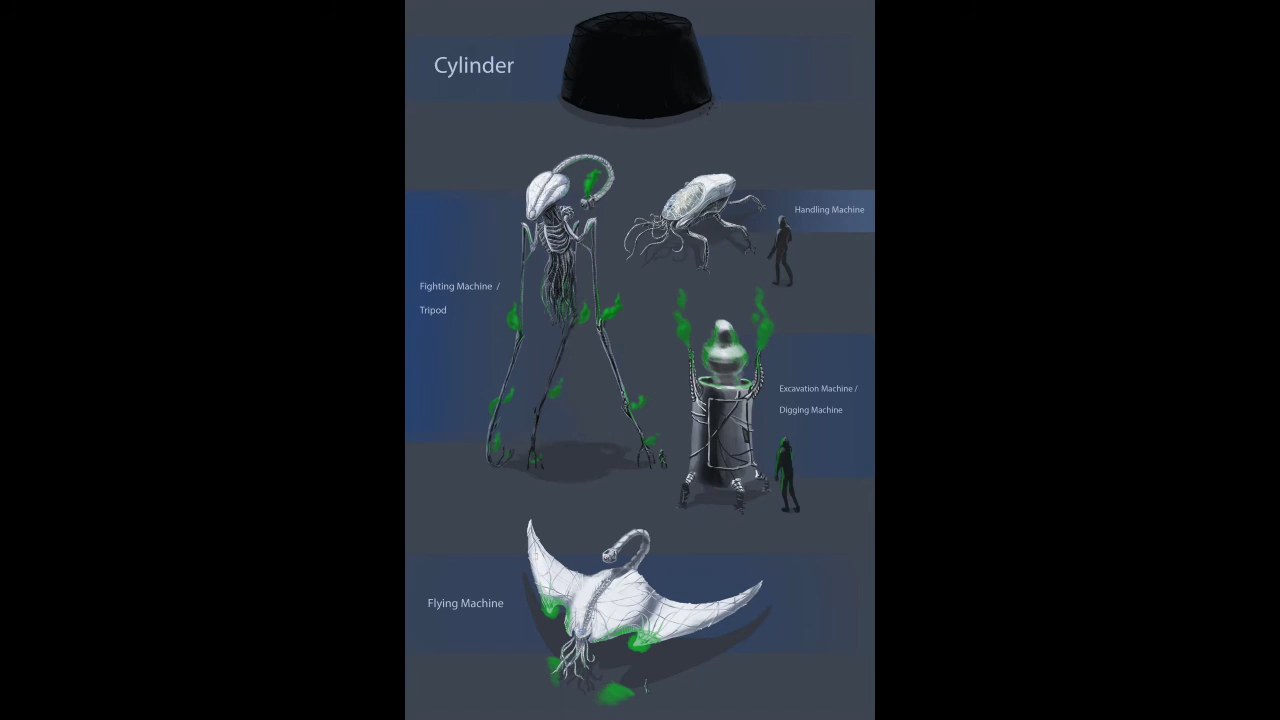 Cylinder
Handling Machine
Fighting Machine /
Tripod
Excavation Machine /
Digging Machine
Flying Machine